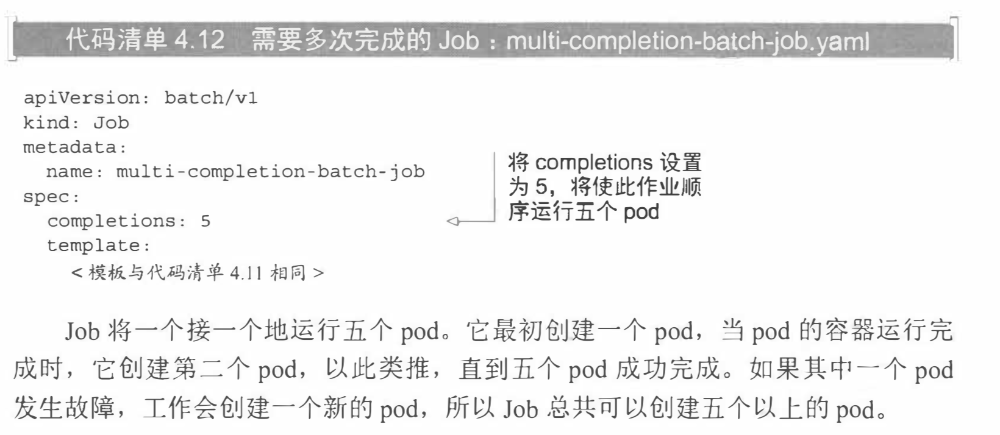 代码清单 4.12 需要多次完成的 Job：multi-completion-batch-job.yaml
apiVersion: batch/v1
kind: Job
metadata:
  name: multi-completion-batch-job
spec:
  completions: 5
  template:
    <模板与代码清单 4.11 相同>
将 completions 设置
为 5，将使此作业顺
序运行五个 pod
Job 将一个接一个地运行五个 pod。它最初创建一个 pod，当 pod 的容器运行完
成时，它创建第二个 pod，以此类推，直到五个 pod 成功完成。如果其中一个 pod
发生故障，工作会创建一个新的 pod，所以 Job 总共可以创建五个以上的 pod。